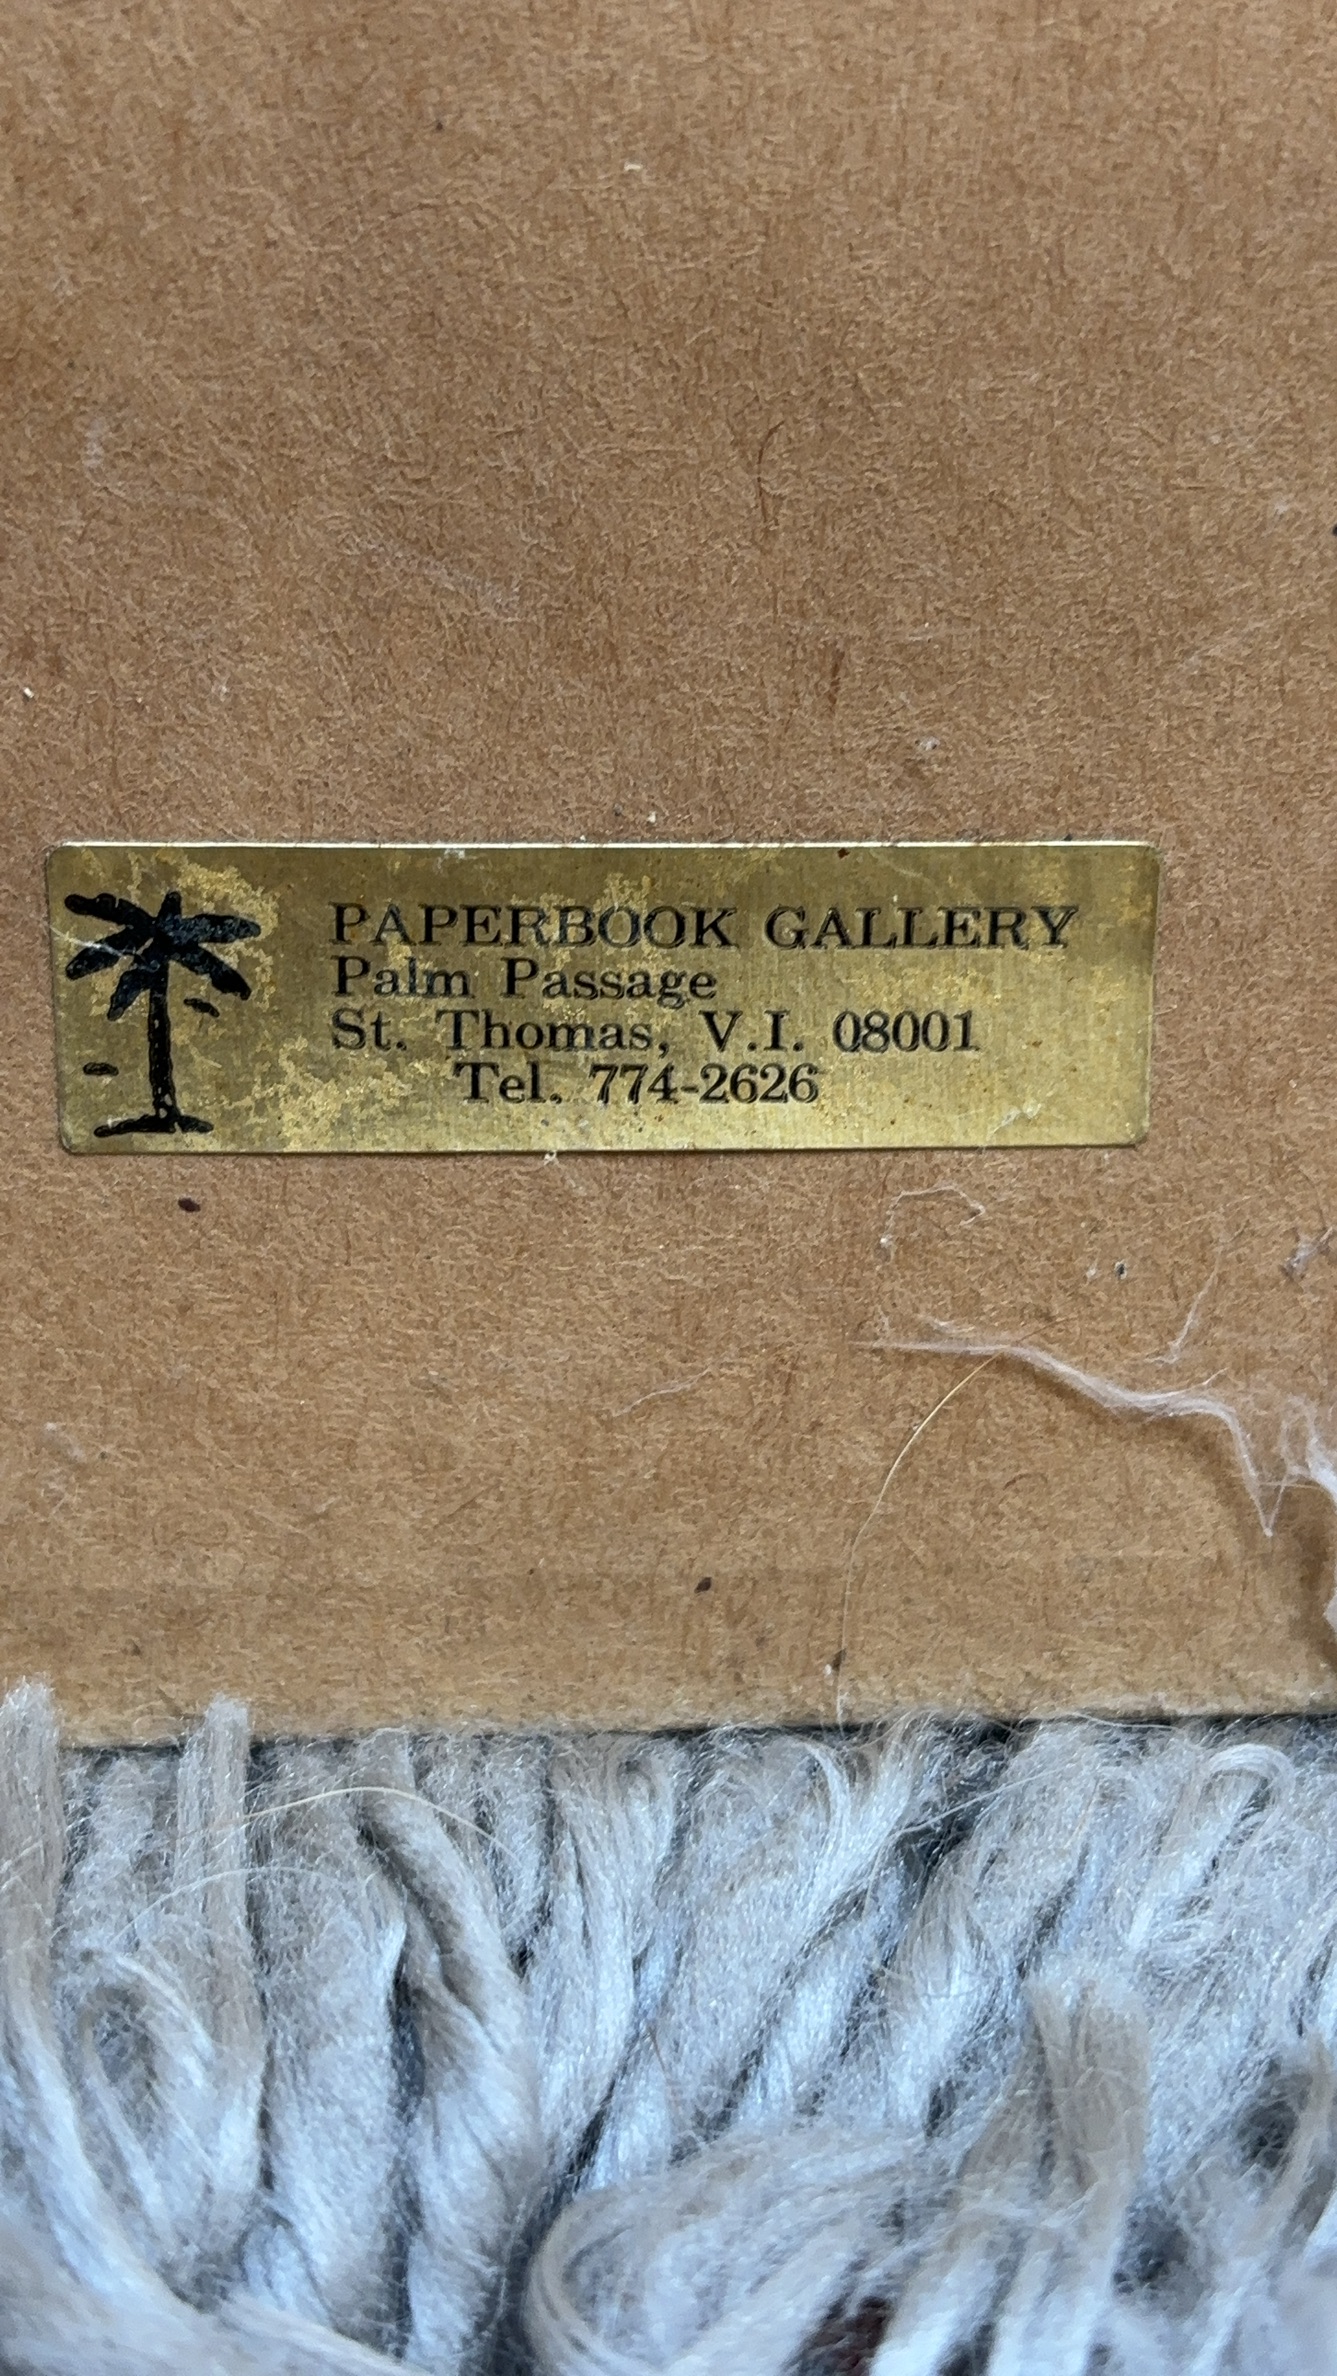 PAPERBOOK GALLERY
Palm Passage
St. Thomas, V.I. 08001
Tel. 774-2626